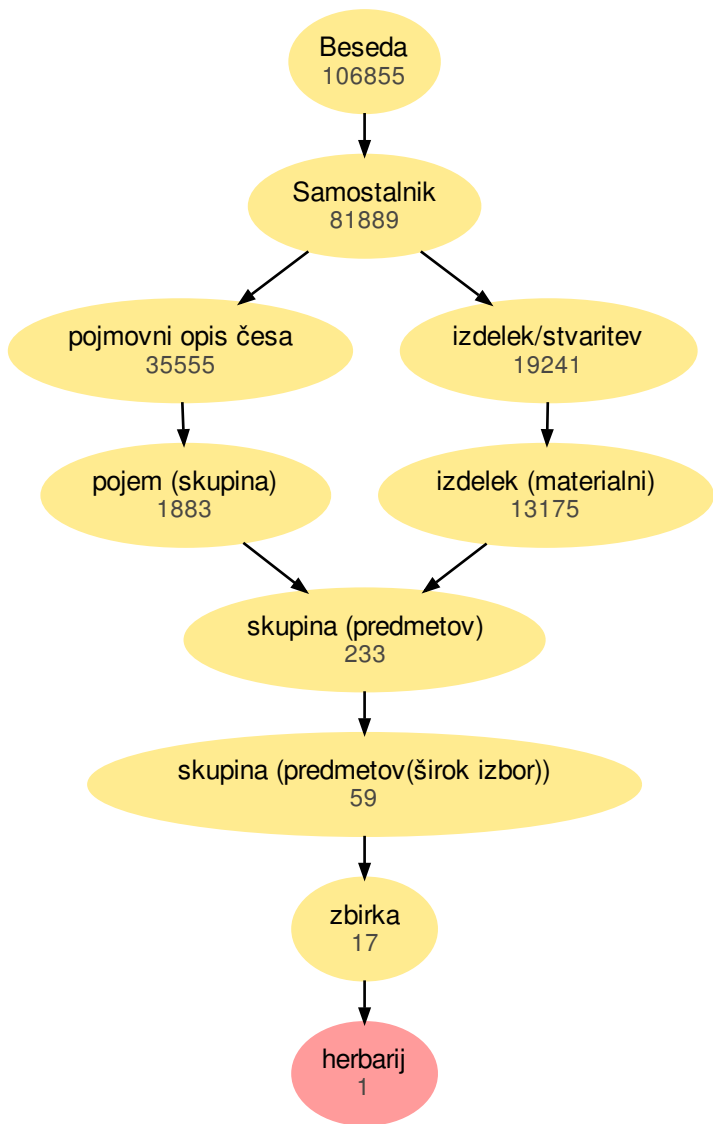 Beseda
106855
Samostalnik
81889
pojmovni opis česa
35555
izdelek/stvaritev
19241
pojem (skupina)
1883
izdelek (materialni)
13175
skupina (predmetov)
233
skupina (predmetov(širok izbor))
59
zbirka
17
herbarij
1